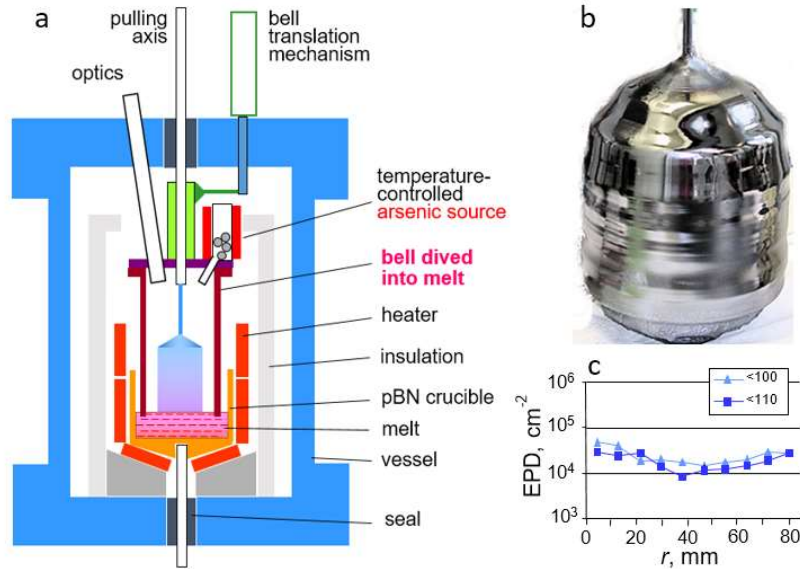 a
pulling
axis
bell
translation
mechanism
optics
temperature-
controlled
arsenic source
bell dived
into melt
heater
insulation
pBN crucible
melt
vessel
seal
b
c
<100
<110
10⁶
10⁵
10⁴
10³
EPD, cm⁻²
0
20
40
60
80
r, mm